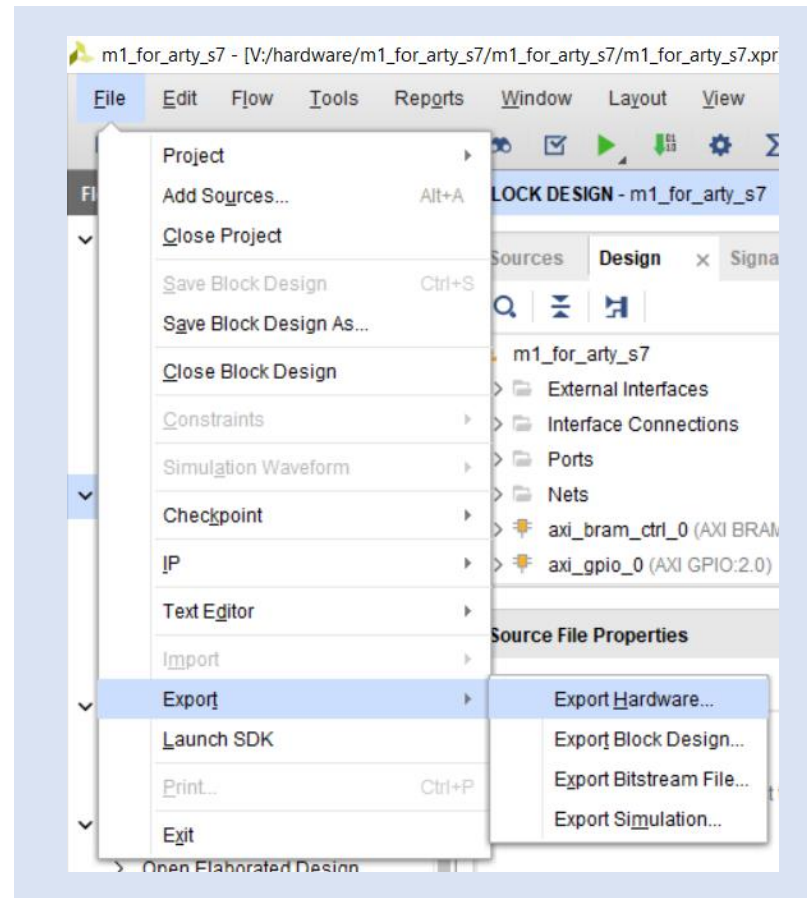 m1_for_arty_s7 - [V:/hardware/m1_for_arty_s7/m1_for_arty_s7/m1_for_arty_s7.xpr
File Edit Flow Tools Reports Window Layout View
Project
Add Sources... Alt+A
Close Project
Save Block Design Ctrl+S
Save Block Design As...
Close Block Design
Constraints
Simulation Waveform
Checkpoint
IP
Text Editor
Import
Export
Launch SDK
Print... Ctrl+P
Exit
Open Elaborated Design
LOCK DESIGN - m1_for_arty_s7
Sources Design Signa
m1_for_arty_s7
External Interfaces
Interface Connections
Ports
Nets
axi_bram_ctrl_0 (AXI BRAM
axi_gpio_0 (AXI GPIO:2.0)
Source File Properties
Export Hardware...
Export Block Design...
Export Bitstream File...
Export Simulation...